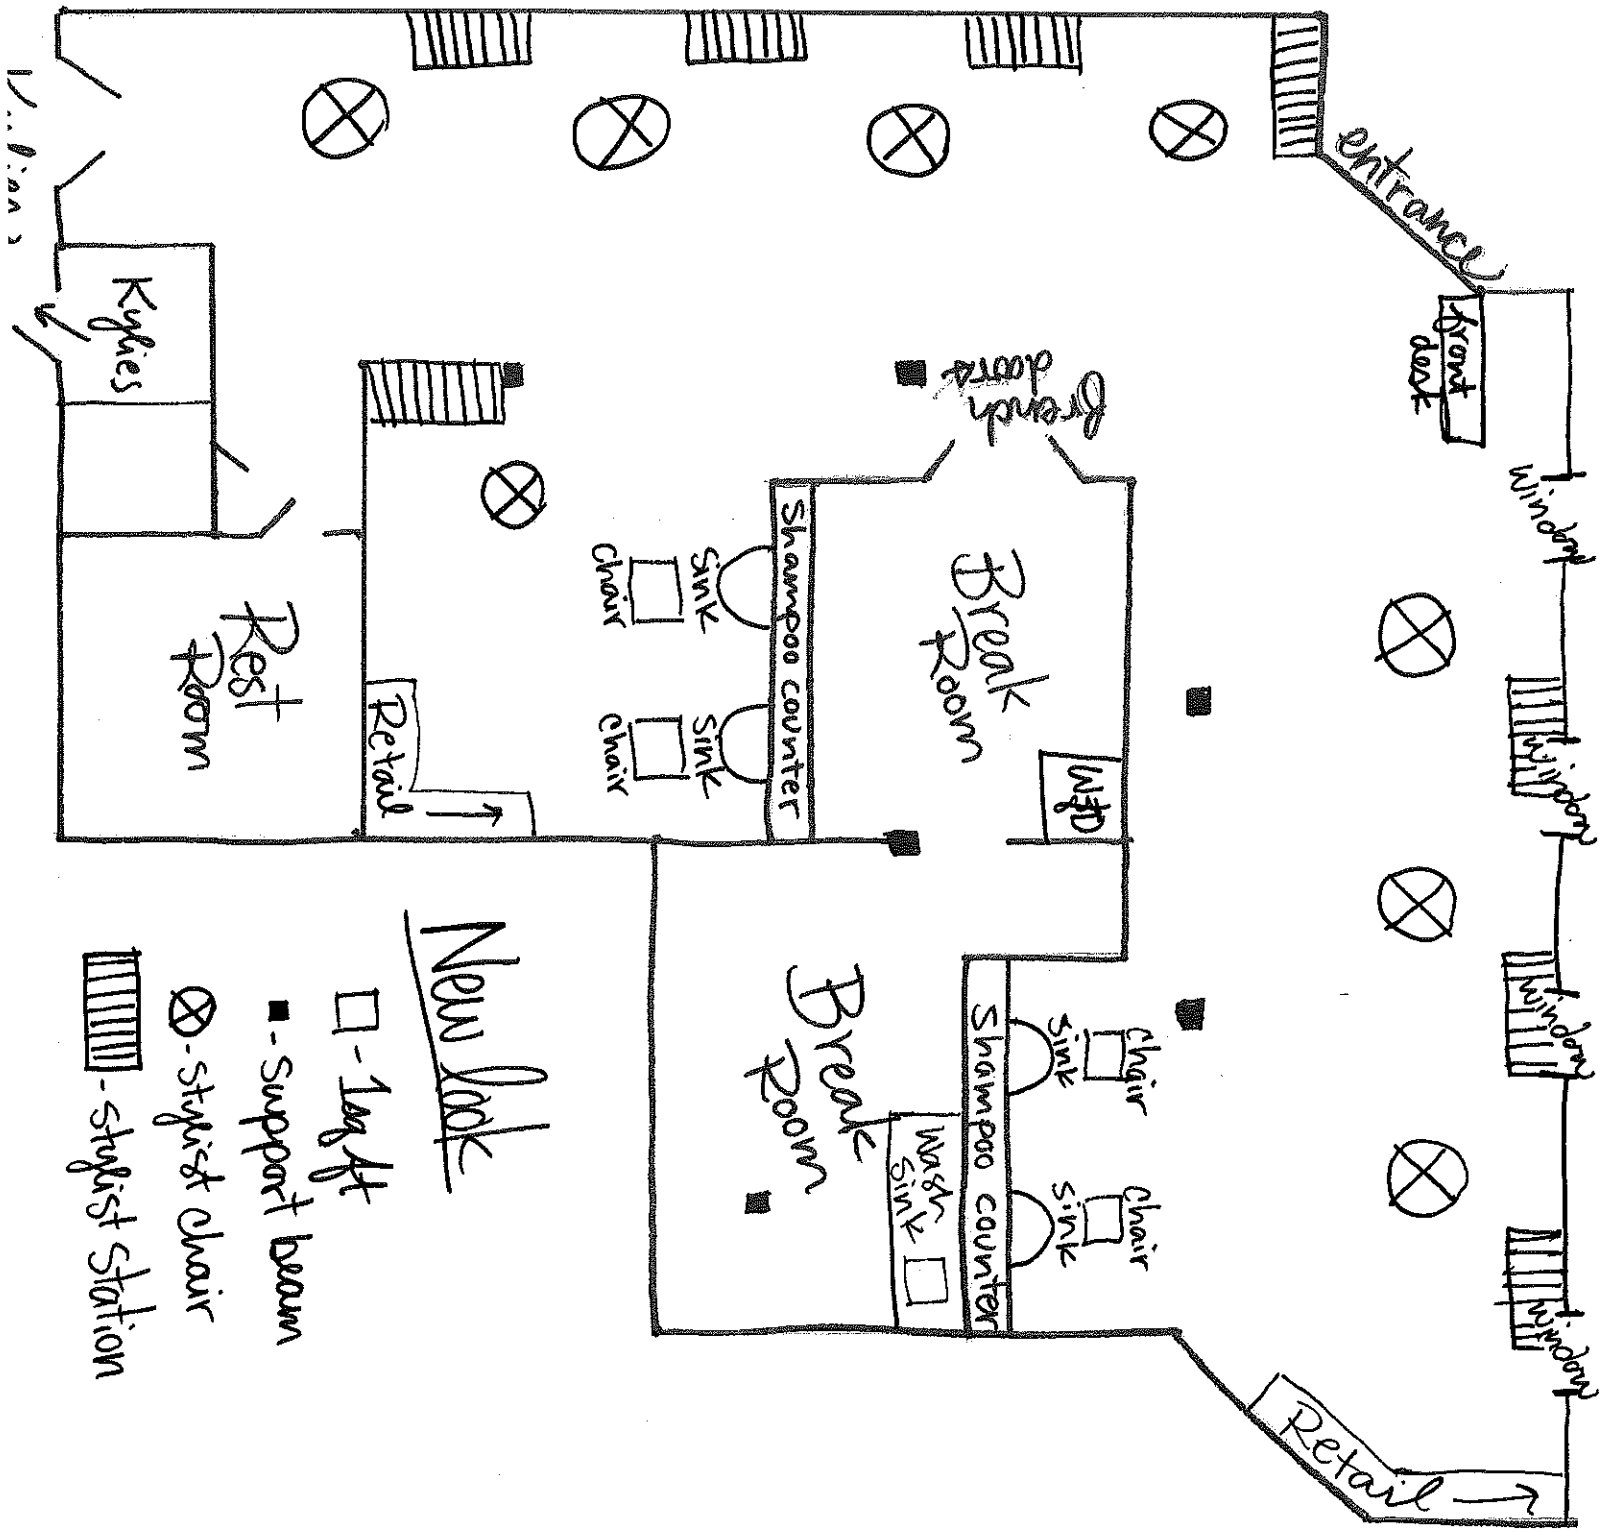 entrance
front
desk
window
window
window
window
Retail
French
doors
Break
Room
W&D
Shampoo counter
Sink
Chair
Sink
Chair
Chair
Sink
Chair
Sink
Shampoo counter
Wash
Sink
Break
Room
Kylies
Rest
Room
Retail
New look
- 1sq ft
- Support beam
- stylist chair
- stylist station